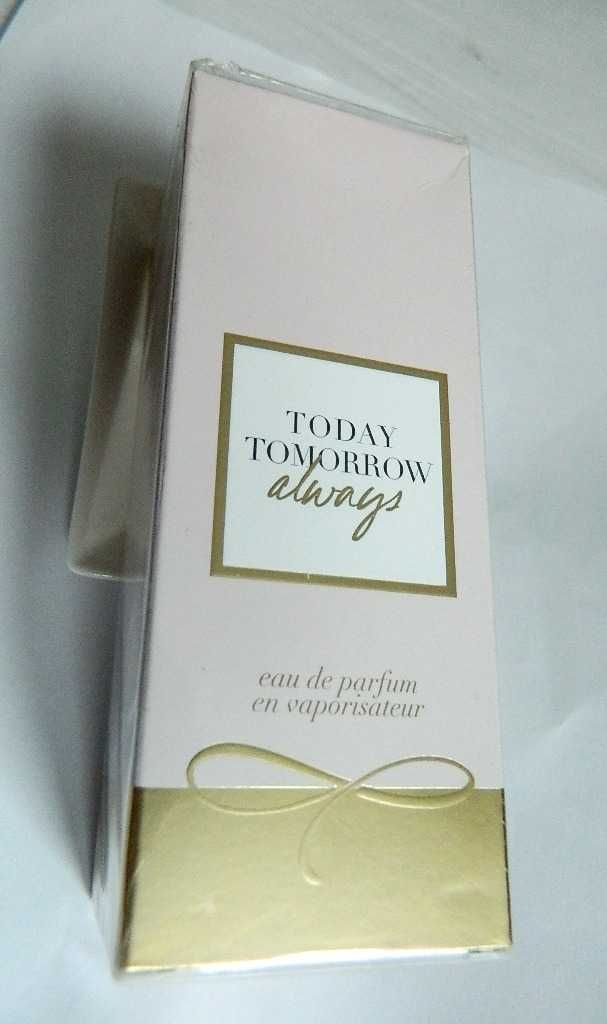 TODAY
TOMORROW
always
eau de parfum
en vaporisateur